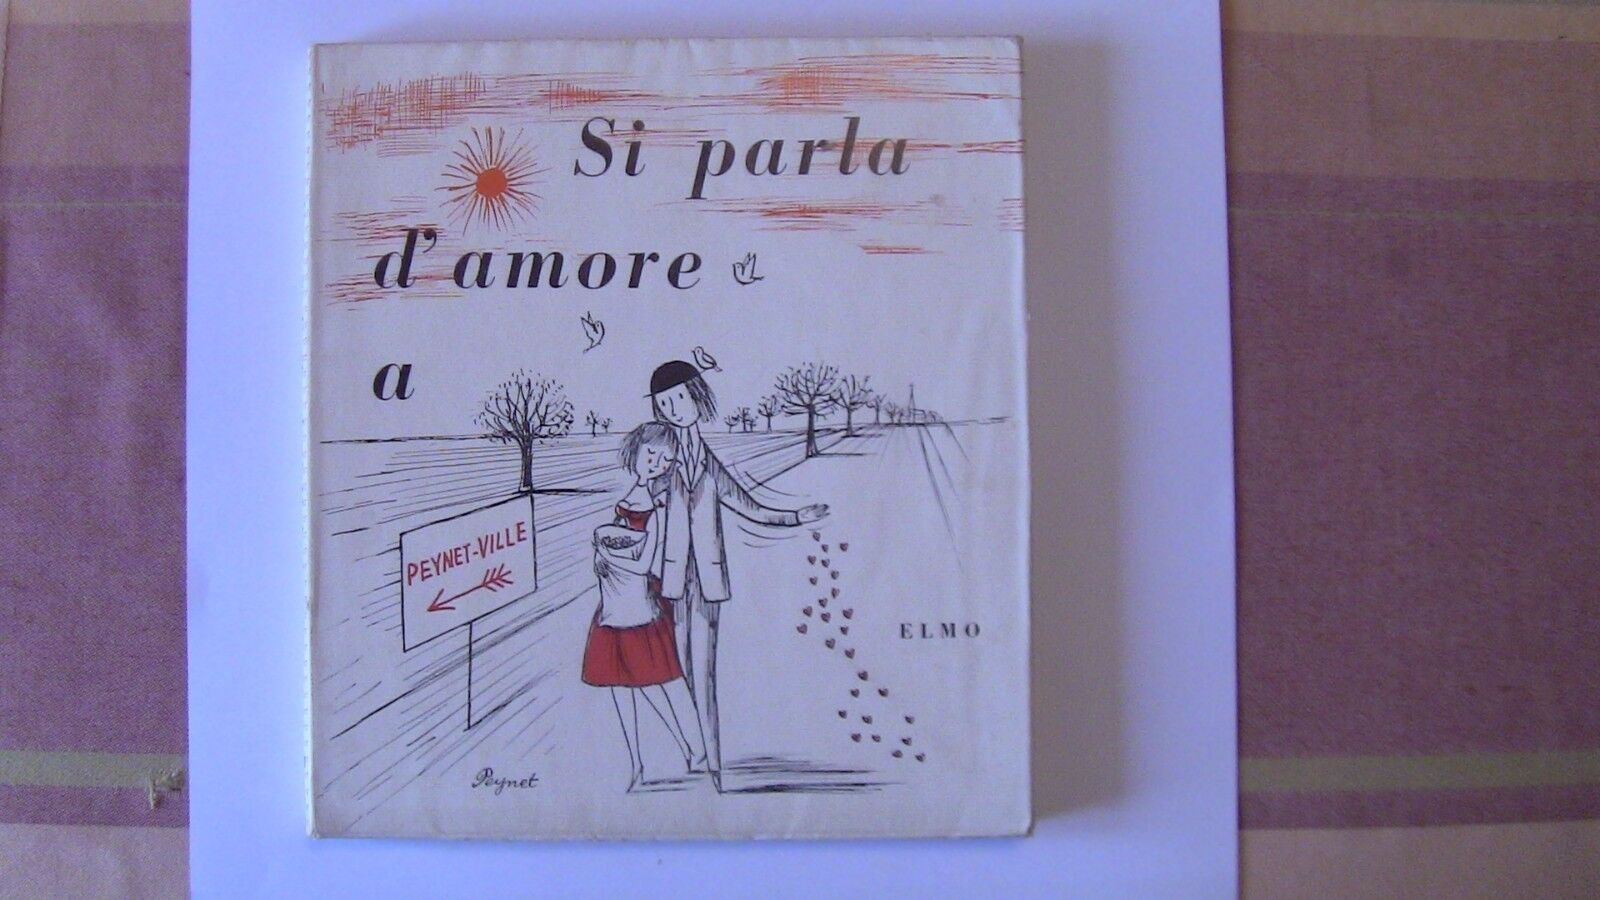 Si parla
d'amore
a
PEYNET-VILLE
ELMO
Peynet